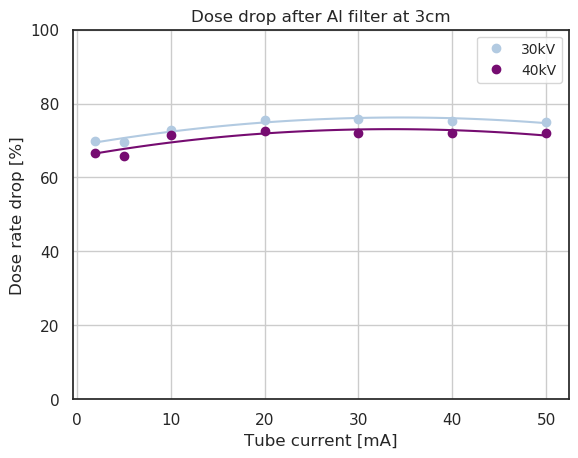 Dose drop after Al filter at 3cm
30kV
40kV
Dose rate drop [%]
100
80
60
40
20
0
0 10 20 30 40 50
Tube current [mA]